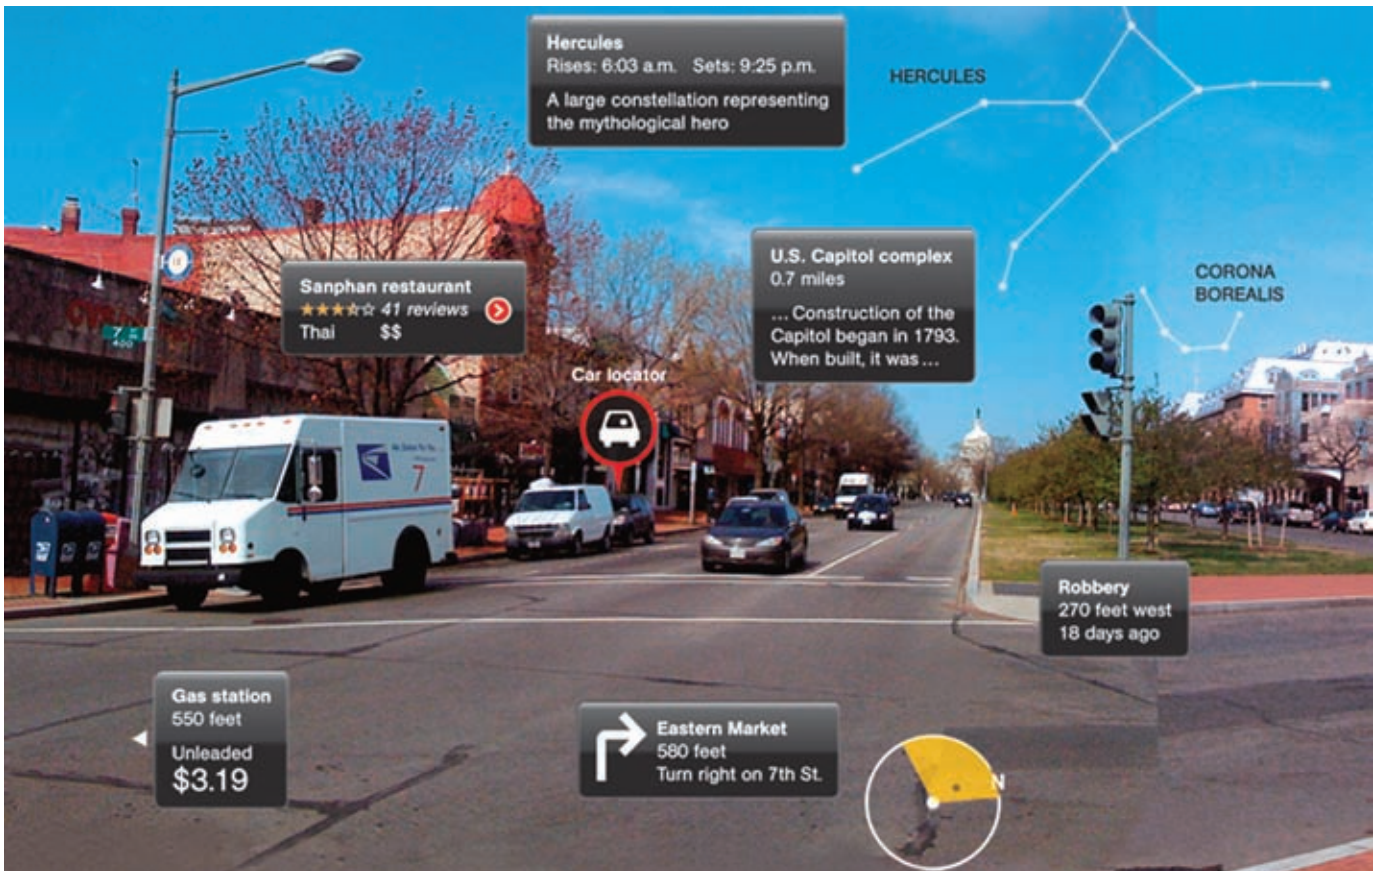 Hercules
Rises: 6:03 a.m. Sets: 9:25 p.m.
A large constellation representing
the mythological hero
HERCULES
U.S. Capitol complex
0.7 miles
... Construction of the
Capitol began in 1793.
When built, it was ...
CORONA
BOREALIS
Sanphan restaurant
41 reviews
Thai $$
7
400
Car locator
7
Robbery
270 feet west
18 days ago
Gas station
550 feet
Unleaded
$3.19
Eastern Market
580 feet
Turn right on 7th St.
N